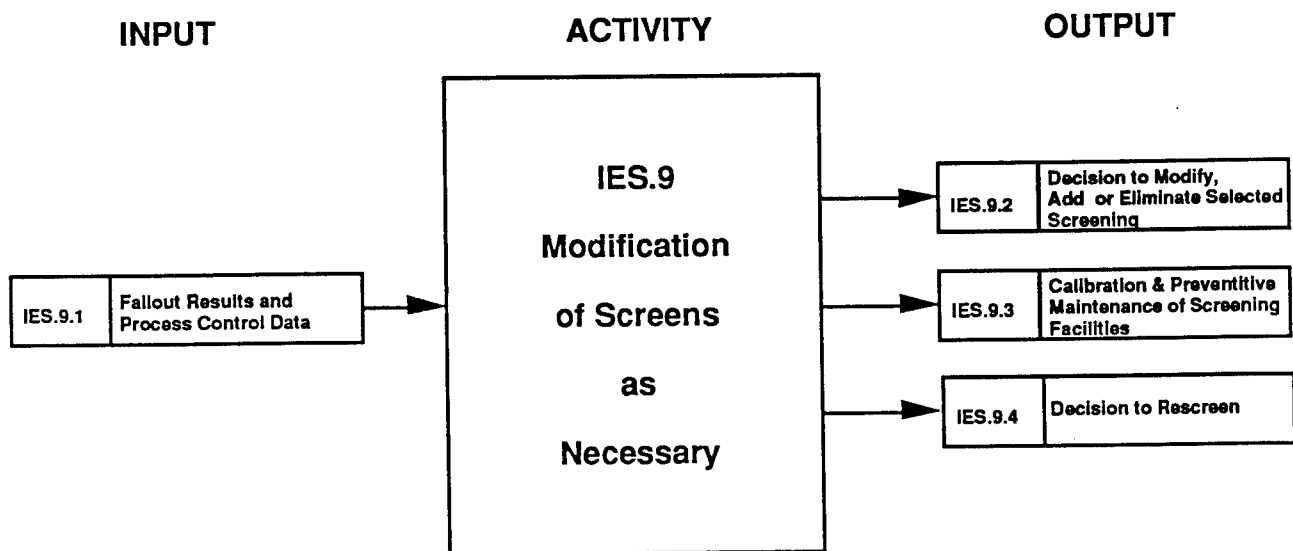 INPUT
ACTIVITY
OUTPUT
IES.9
Modification
of Screens
as
Necessary
IES.9.1
Fallout Results and
Process Control Data
IES.9.2
Decision to Modify,
Add or Eliminate Selected
Screening
IES.9.3
Calibration & Preventitive
Maintenance of Screening
Facilities
IES.9.4
Decision to Rescreen